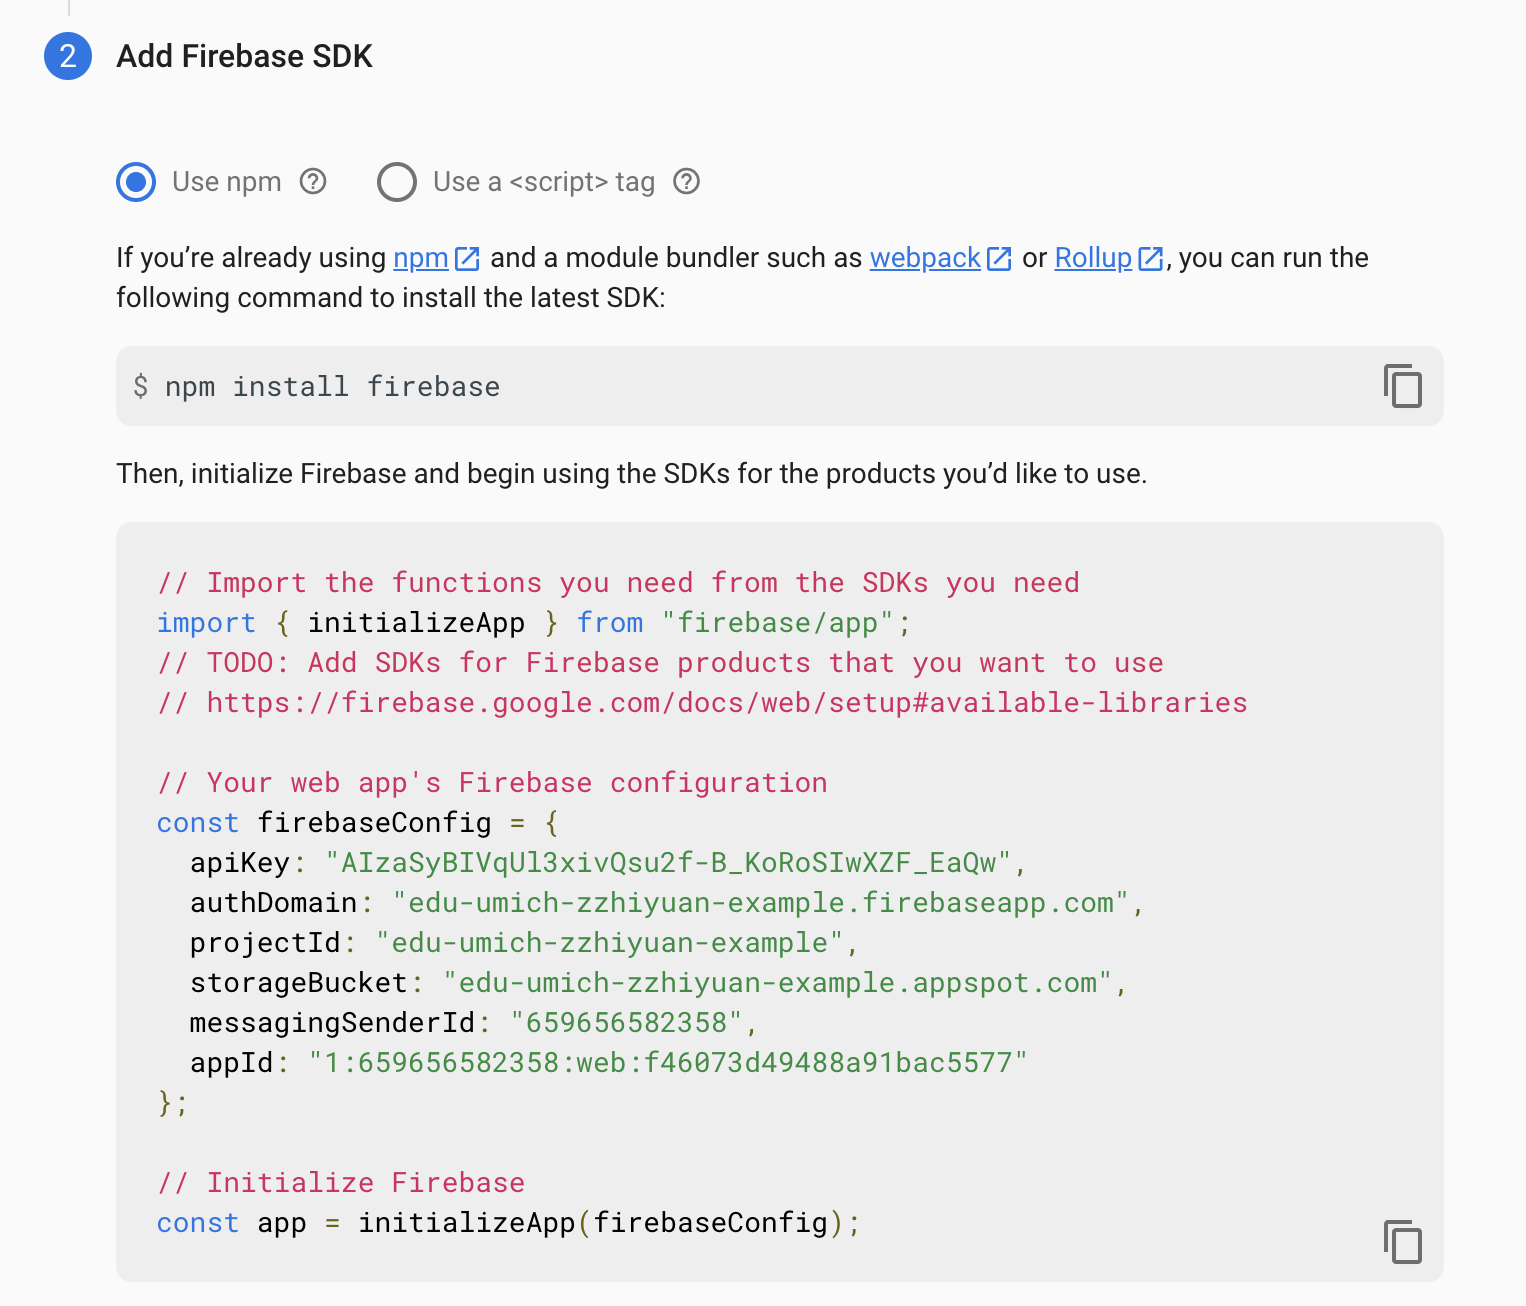 2 Add Firebase SDK
Use npm Use a <script> tag
If you’re already using npm and a module bundler such as webpack or Rollup, you can run the
following command to install the latest SDK:
$ npm install firebase
Then, initialize Firebase and begin using the SDKs for the products you’d like to use.
// Import the functions you need from the SDKs you need
import { initializeApp } from "firebase/app";
// TODO: Add SDKs for Firebase products that you want to use
// https://firebase.google.com/docs/web/setup#available-libraries
// Your web app's Firebase configuration
const firebaseConfig = {
  apiKey: "AIzaSyBIVqUl3xivQsu2f-B_KoRoSIwXZF_EaQw",
  authDomain: "edu-umich-zzhiyuan-example.firebaseapp.com",
  projectId: "edu-umich-zzhiyuan-example",
  storageBucket: "edu-umich-zzhiyuan-example.appspot.com",
  messagingSenderId: "659656582358",
  appId: "1:659656582358:web:f46073d49488a91bac5577"
};
// Initialize Firebase
const app = initializeApp(firebaseConfig);